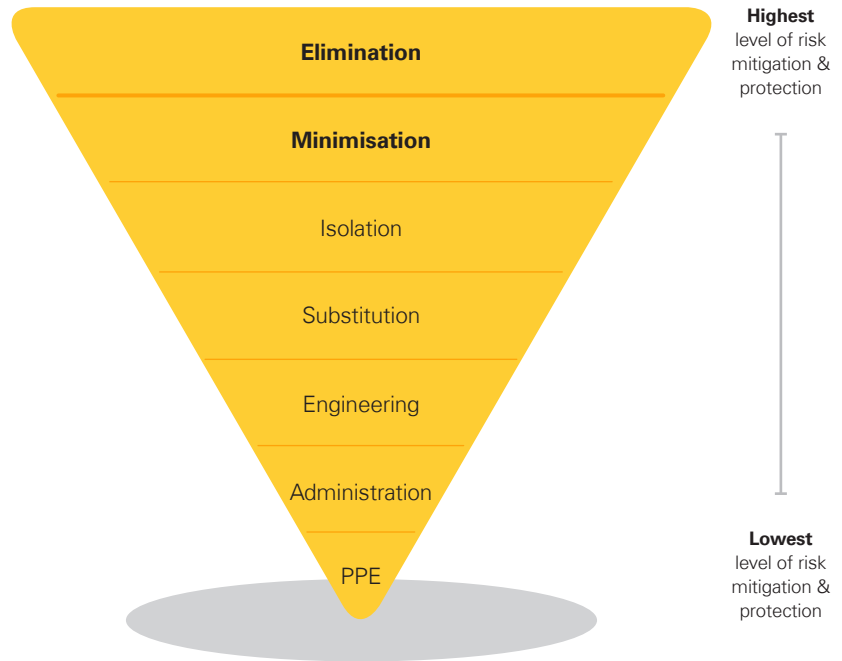 Elimination
Minimisation
Isolation
Substitution
Engineering
Administration
PPE
Highest
level of risk
mitigation &
protection
Lowest
level of risk
mitigation &
protection